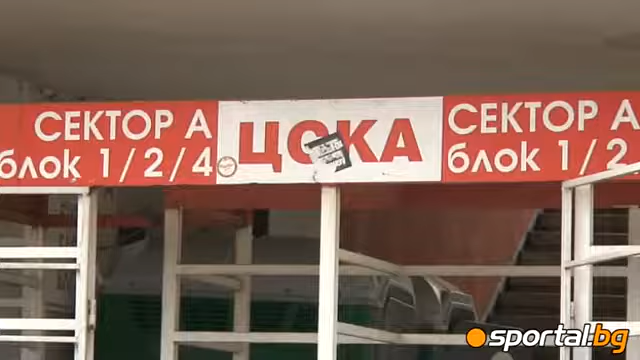 СЕКТОР А
блок 1/2/4
ЦСКА
СЕКТОР А
блок 1/2
sportal.bg